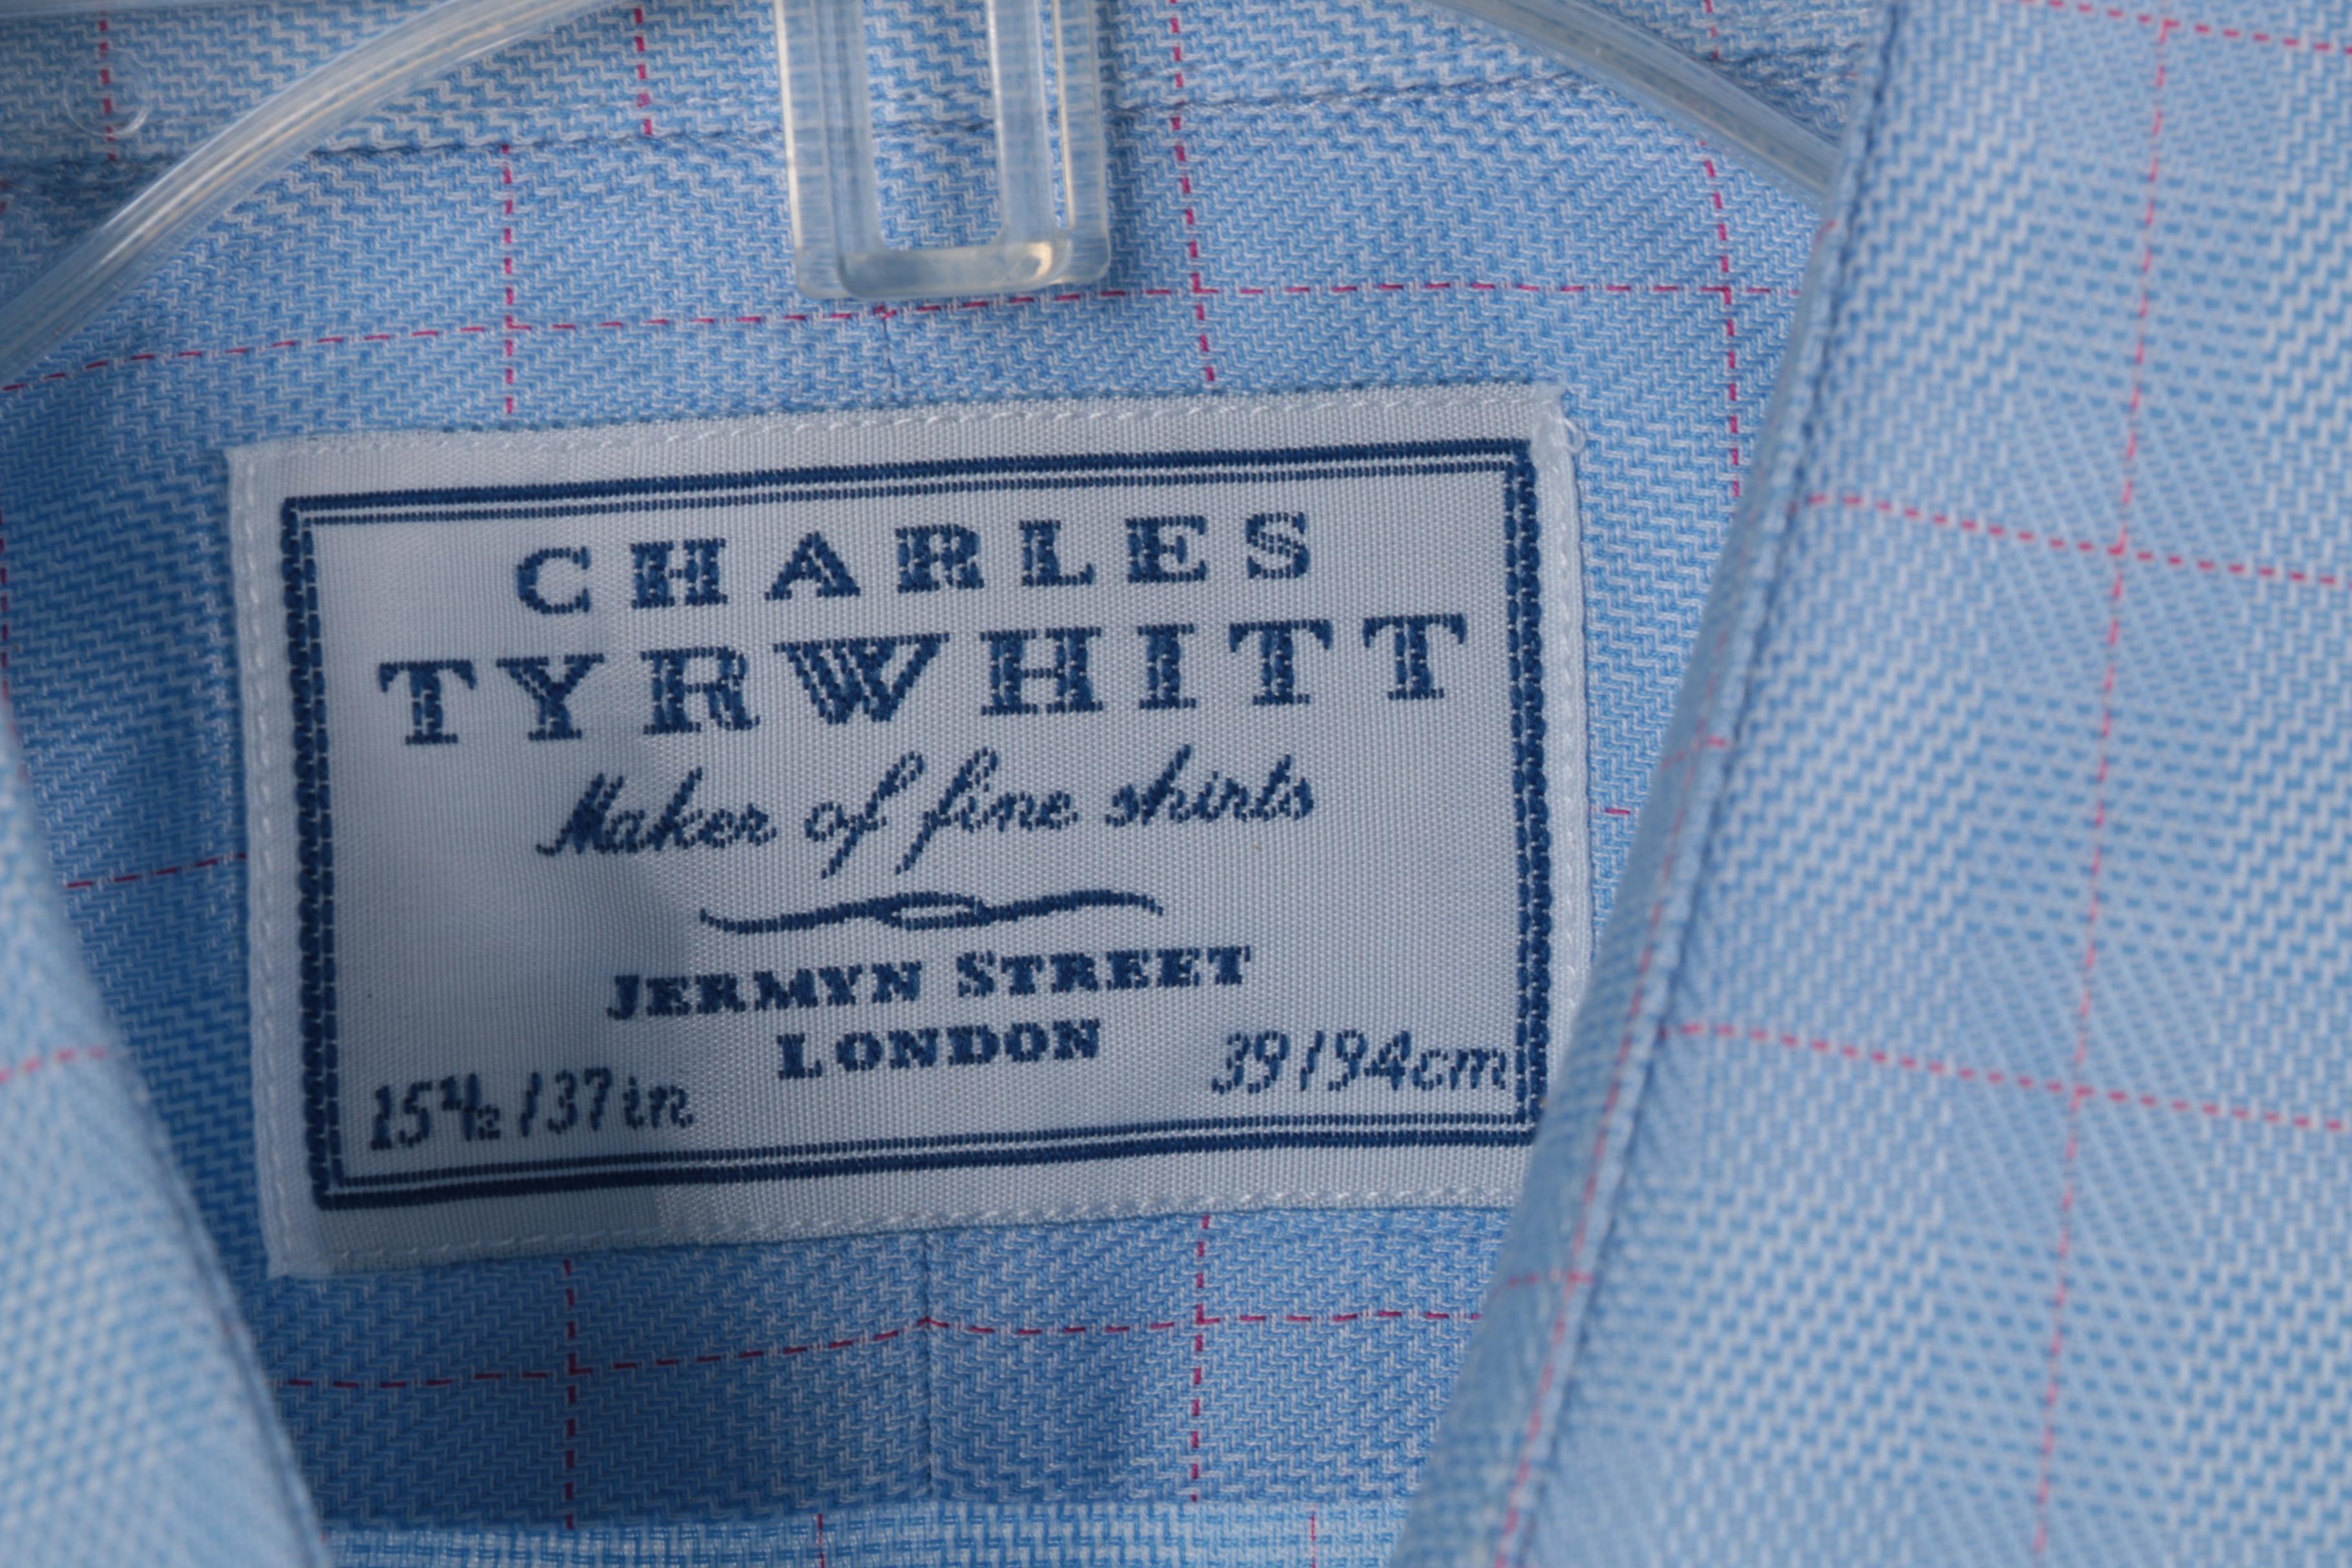 CHARLES
TYRWHITT
Maker of fine shirts
JERMYN STREET
LONDON
15½/37in 39/94cm